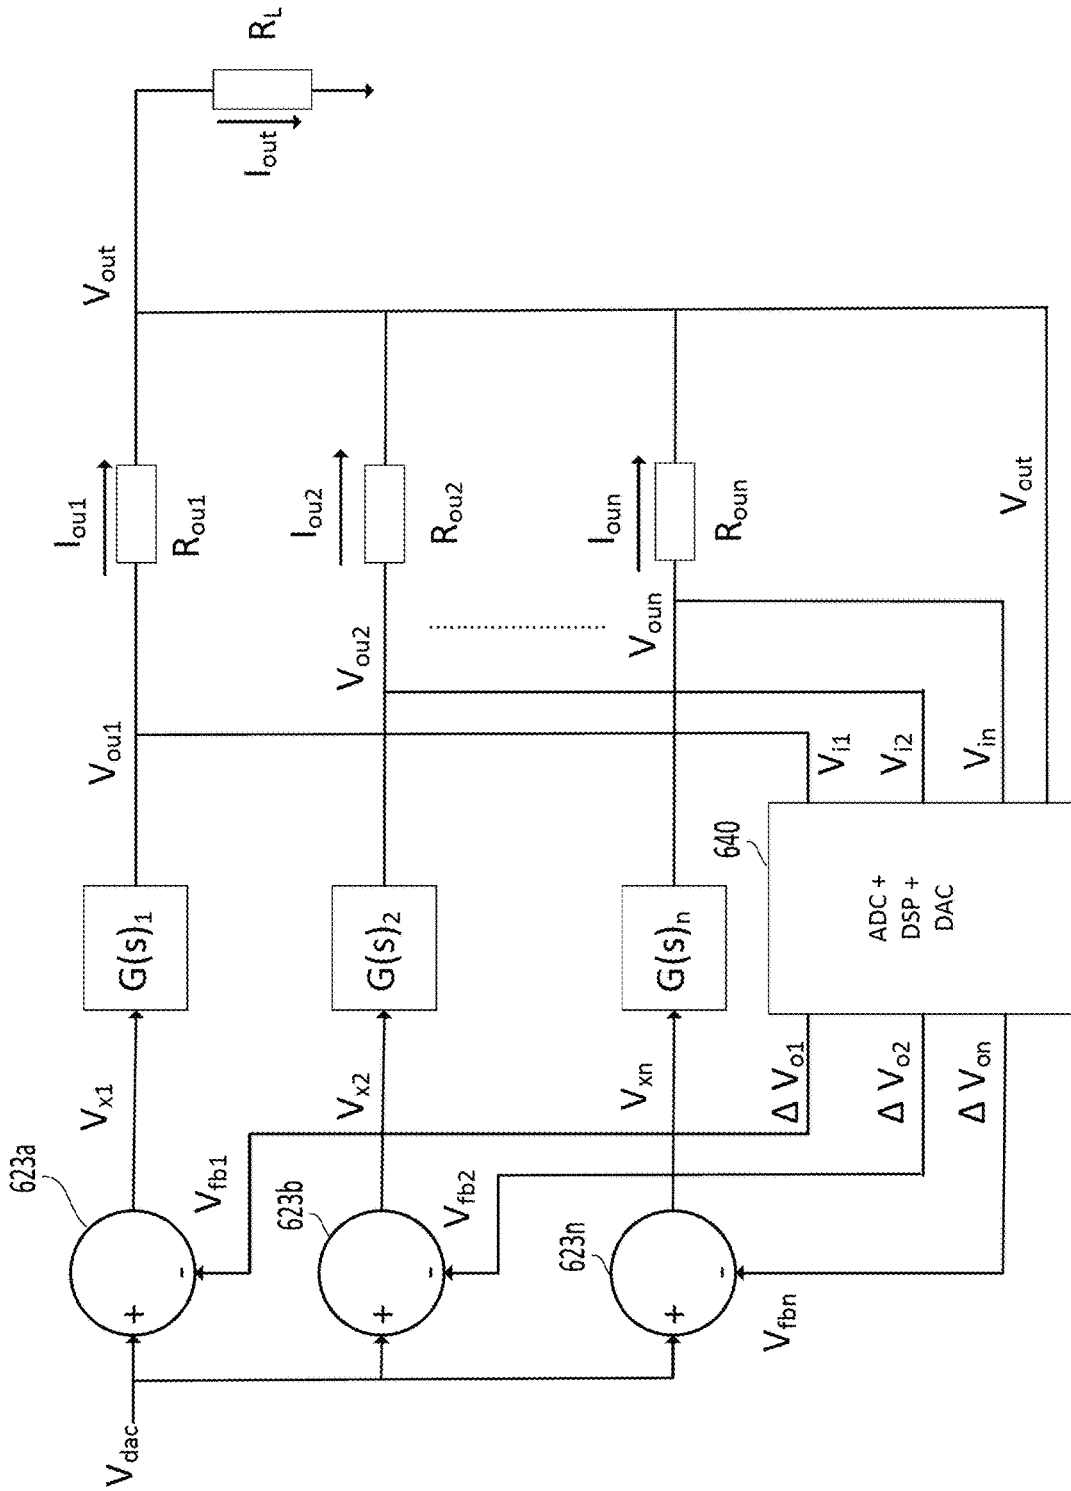 V_dac
+
-
623a
V_fb1
V_x1
G(s)_1
V_ou1
I_ou1
R_ou1
V_out
I_out
R_L
+
-
623b
V_fb2
V_x2
G(s)_2
V_ou2
I_ou2
R_ou2
+
-
623n
V_fbn
V_xn
G(s)_n
V_oun
I_oun
R_oun
Δ V_o1
Δ V_o2
Δ V_on
640
ADC +
DSP +
DAC
V_i1
V_i2
V_in
V_out